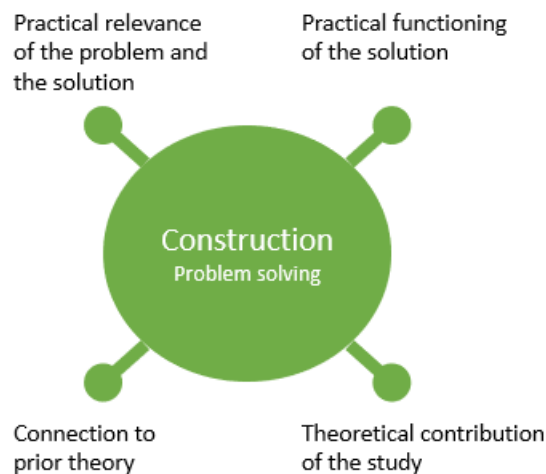 Practical relevance
of the problem and
the solution
Practical functioning
of the solution
Construction
Problem solving
Connection to
prior theory
Theoretical contribution
of the study